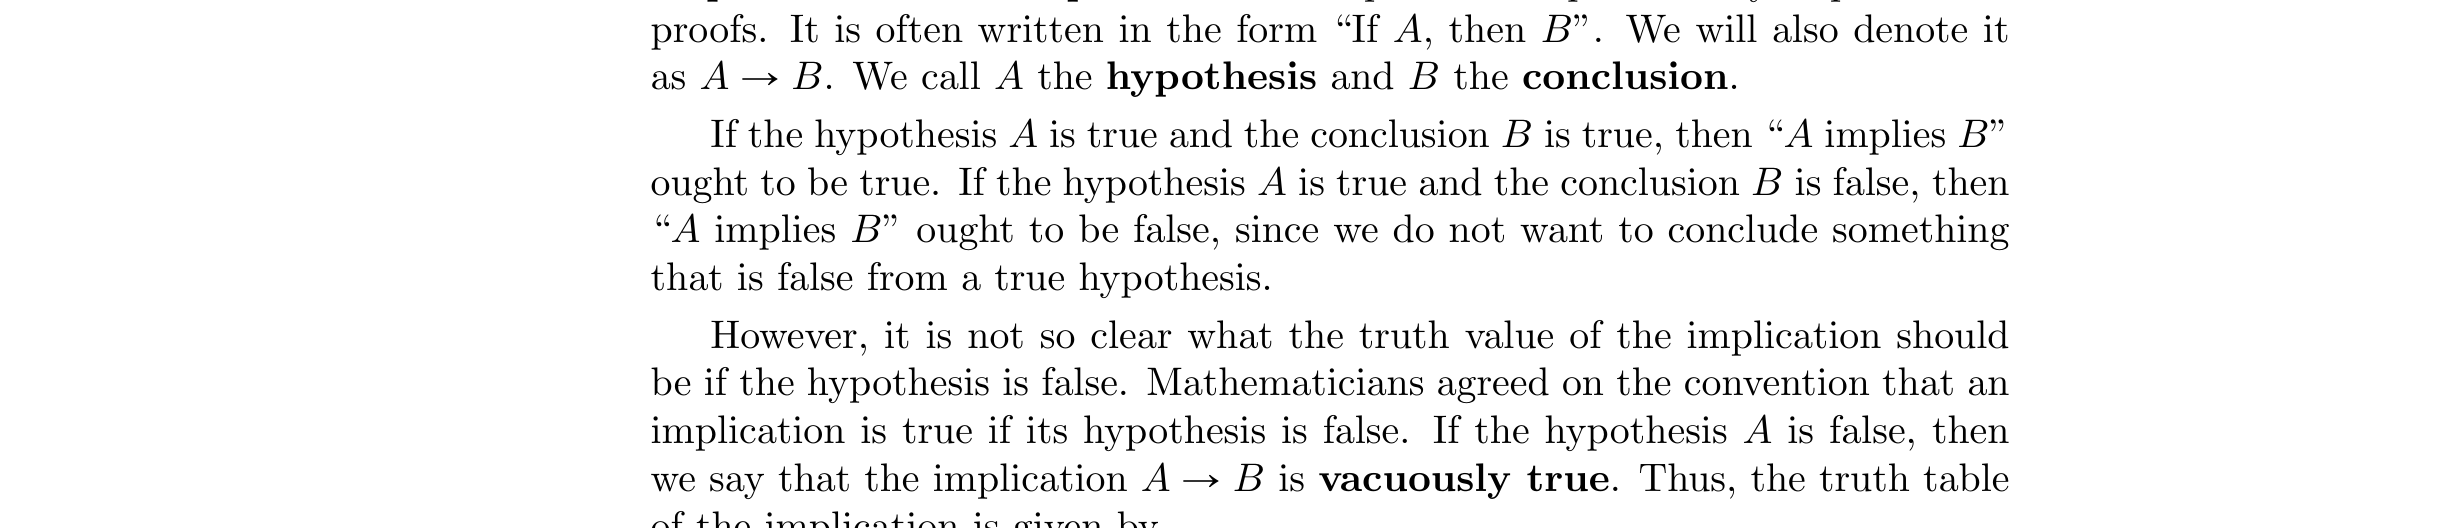 proofs. It is often written in the form “If A, then B”. We will also denote it
as A → B. We call A the hypothesis and B the conclusion.
If the hypothesis A is true and the conclusion B is true, then “A implies B”
ought to be true. If the hypothesis A is true and the conclusion B is false, then
“A implies B” ought to be false, since we do not want to conclude something
that is false from a true hypothesis.
However, it is not so clear what the truth value of the implication should
be if the hypothesis is false. Mathematicians agreed on the convention that an
implication is true if its hypothesis is false. If the hypothesis A is false, then
we say that the implication A → B is vacuously true. Thus, the truth table
of the implication is given by